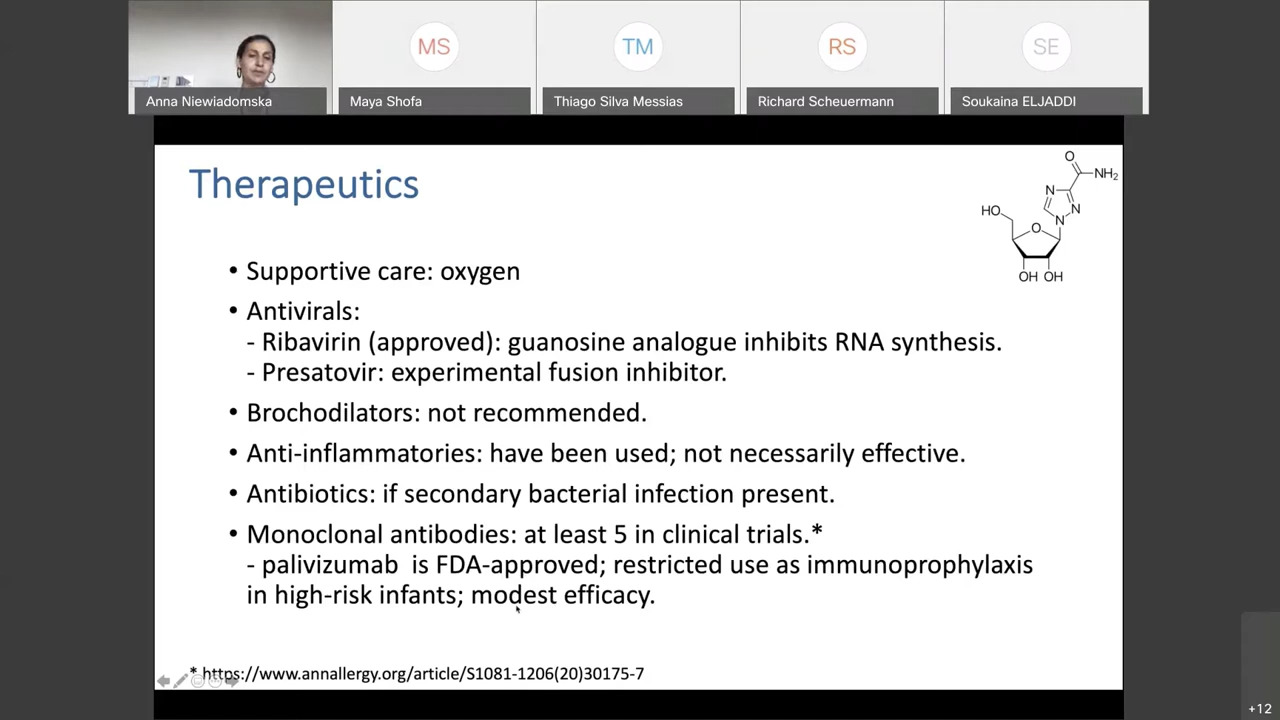 MS
TM
RS
SE
Anna Niewiadomska
Maya Shofa
Thiago Silva Messias
Richard Scheuermann
Soukaina ELJADDI
Therapeutics
O
NH2
N
N
N
HO
O
OH OH
• Supportive care: oxygen
• Antivirals:
- Ribavirin (approved): guanosine analogue inhibits RNA synthesis.
- Presatovir: experimental fusion inhibitor.
• Brochodilators: not recommended.
• Anti-inflammatories: have been used; not necessarily effective.
• Antibiotics: if secondary bacterial infection present.
• Monoclonal antibodies: at least 5 in clinical trials.*
- palivizumab is FDA-approved; restricted use as immunoprophylaxis
in high-risk infants; modest efficacy.
* https://www.annallergy.org/article/S1081-1206(20)30175-7
+12